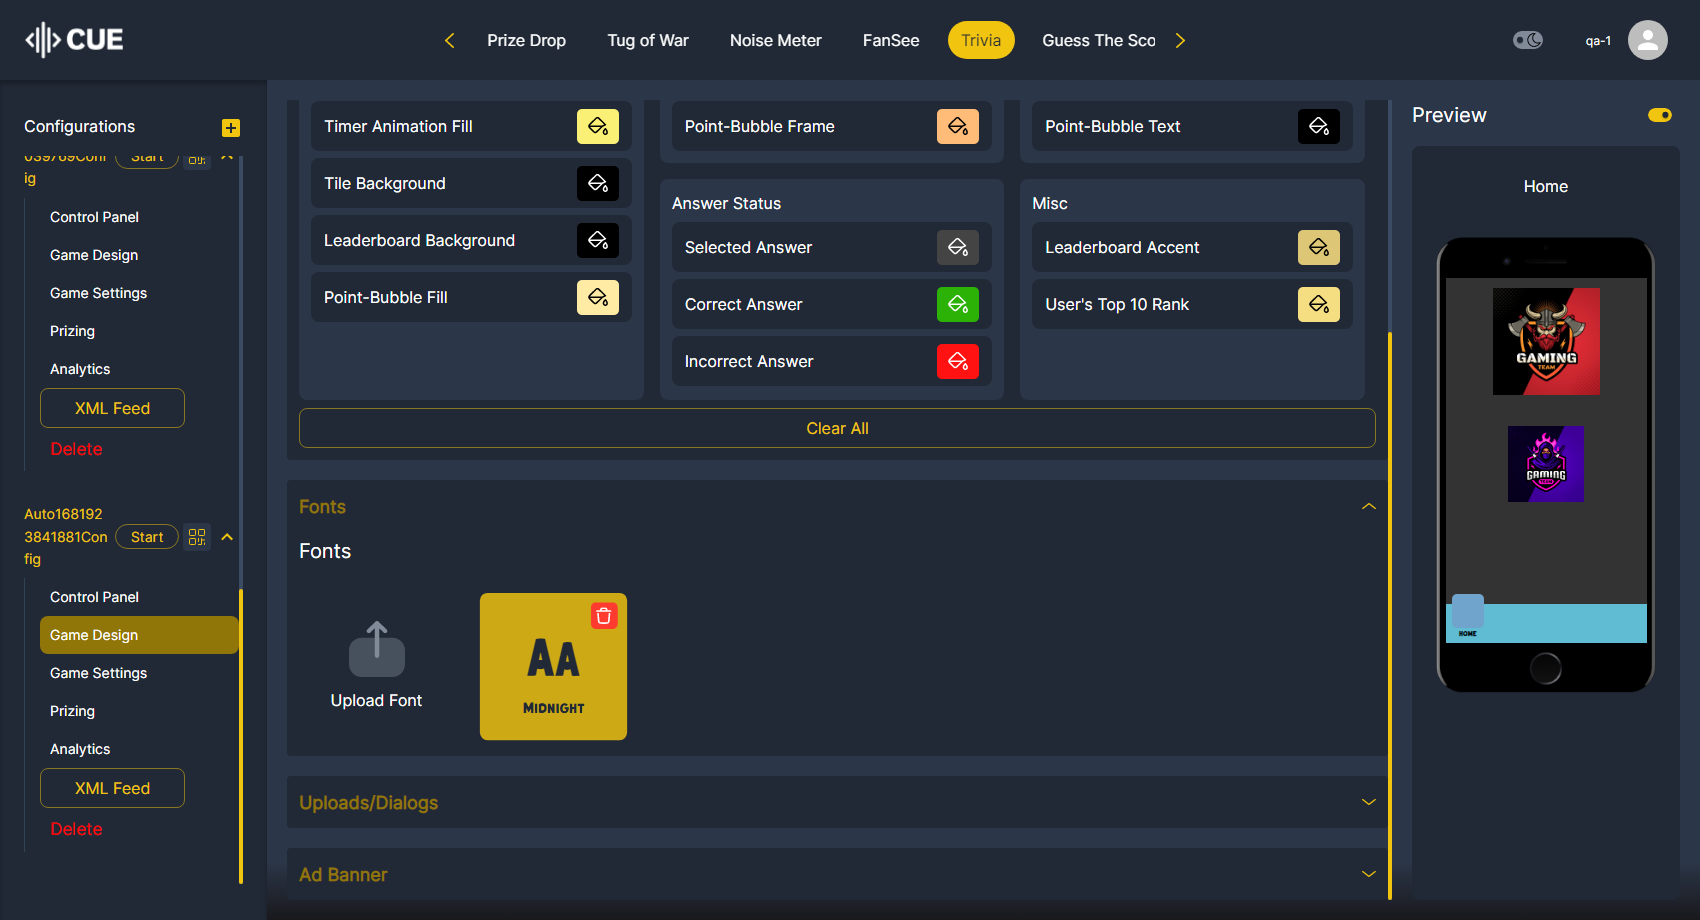 CUE
Prize Drop
Tug of War
Noise Meter
FanSee
Trivia
Guess The Sco
qa-1
Configurations
039769Conf
ig
Start
Control Panel
Game Design
Game Settings
Prizing
Analytics
XML Feed
Delete
Auto168192
3841881Con
fig
Start
Control Panel
Game Design
Game Settings
Prizing
Analytics
XML Feed
Delete
Timer Animation Fill
Tile Background
Leaderboard Background
Point-Bubble Fill
Point-Bubble Frame
Answer Status
Selected Answer
Correct Answer
Incorrect Answer
Point-Bubble Text
Misc
Leaderboard Accent
User's Top 10 Rank
Clear All
Fonts
Fonts
Upload Font
AA
MIDNIGHT
Uploads/Dialogs
Ad Banner
Preview
Home
GAMING
TEAM
GAMING
TEAM
HOME